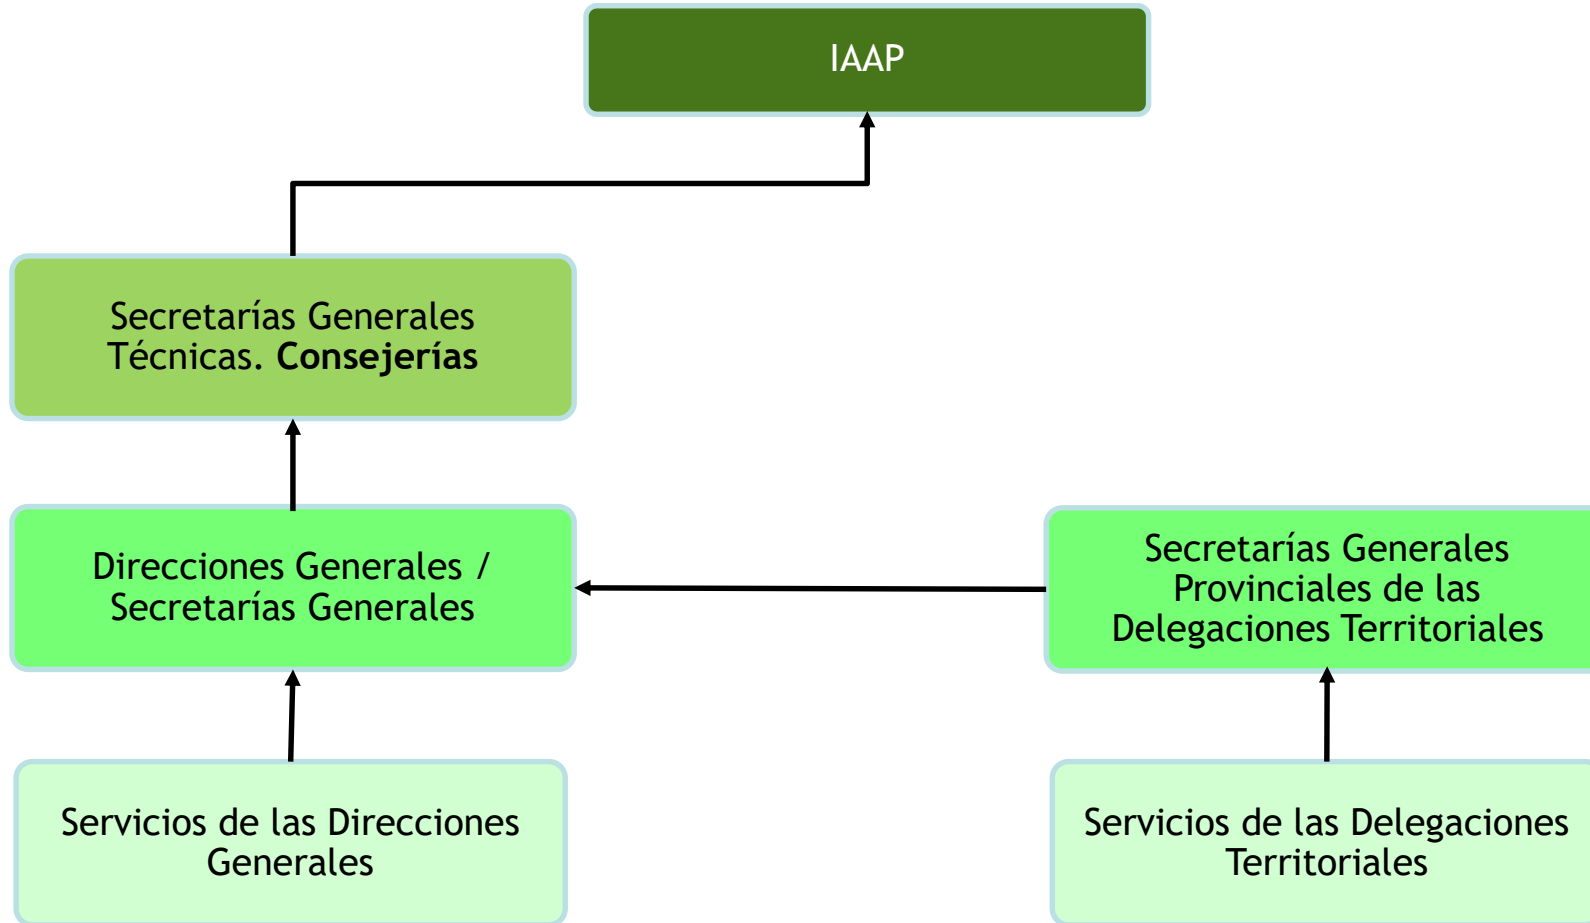 IAAP
Secretarías Generales
Técnicas. Consejerías
Direcciones Generales /
Secretarías Generales
Secretarías Generales
Provinciales de las
Delegaciones Territoriales
Servicios de las Direcciones
Generales
Servicios de las Delegaciones
Territoriales